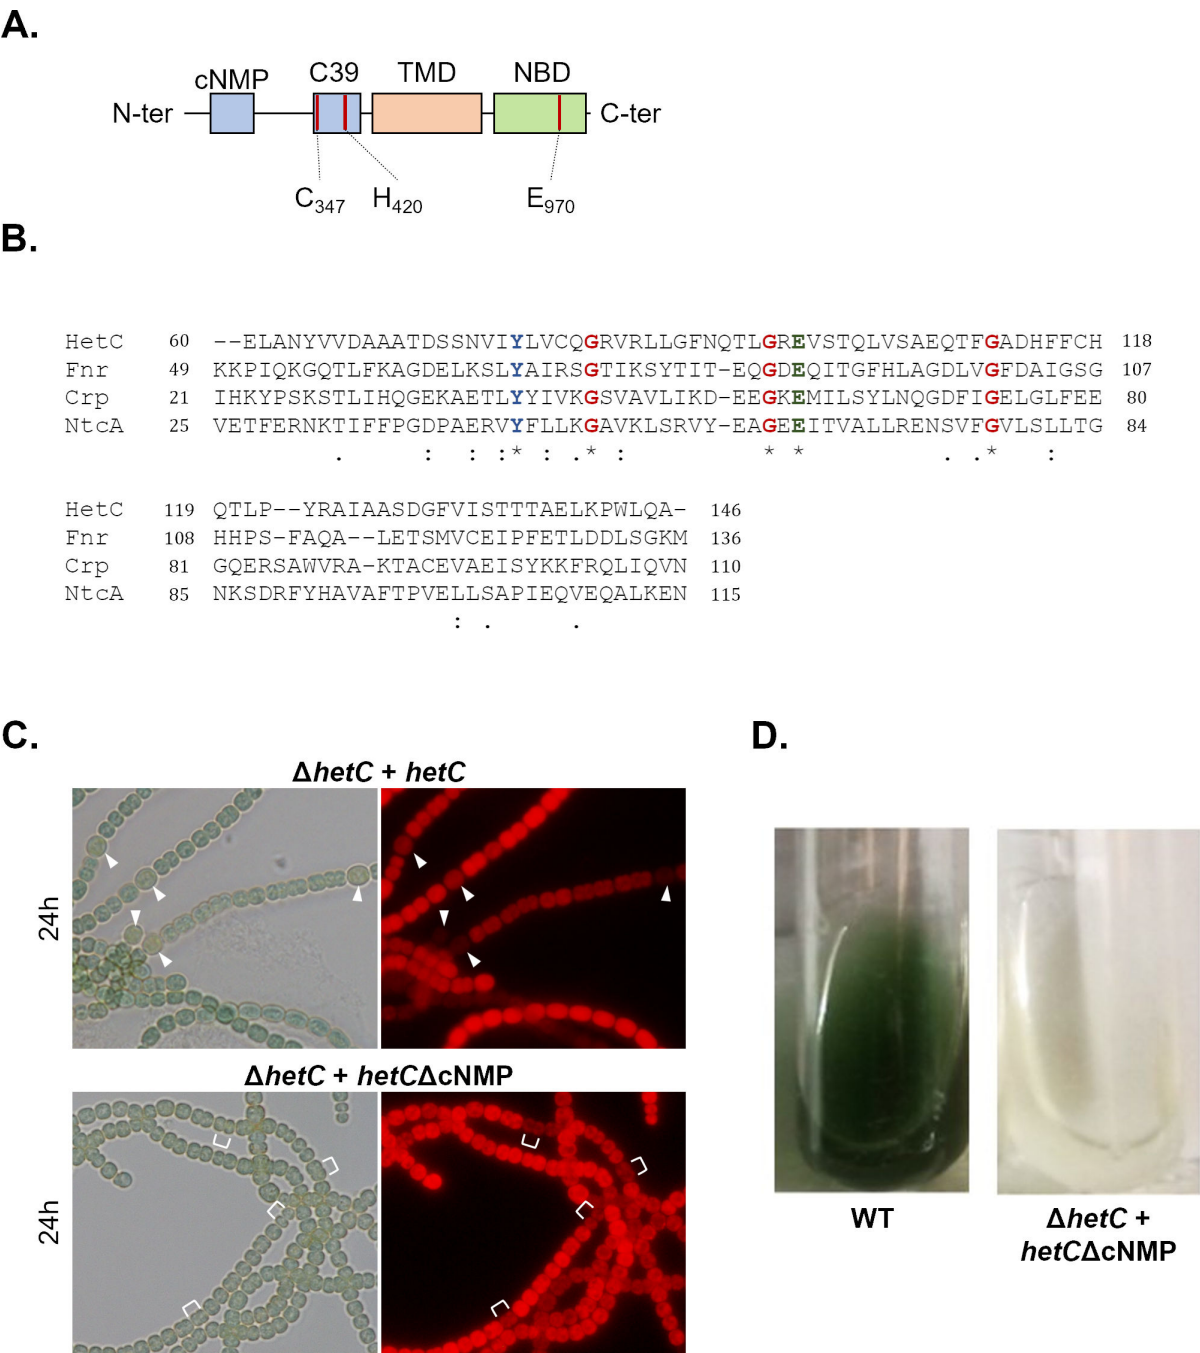 A.
cNMP C39 TMD NBD
N-ter C-ter
C347 H420 E970
B.
HetC 60 --ELANYVVDAAATDSSNVIYLVCQGRVRLLGFNQTLGREVSTQLVSAEQTFGADHFFCH 118
Fnr 49 KKPIQKGQTLFKAGDELKSLYAIRSGTIKSYTIT-EQGDEQITGFHLAGDLVGFDAIGSG 107
Crp 21 IHKYPSKSTLIHQGEKAETLYYIVKGSVAVLIKD-EEGKEMILSYLNQGDFIGELGLFEE 80
NtcA 25 VETFERNKTIFFPGDPAERVYFLLKGAVKLSRVY-EAGEEITVALLRENSVFGVLSLLTG 84
. : : : * : . * : * * . . * :
HetC 119 QTLP--YRAIAASDGFVISTTTAELKPWLQA- 146
Fnr 108 HHPS-FAQA--LETSMVCEIPFETLDDLSGKM 136
Crp 81 GQERSAWVRA-KTACEVAEISYKKFRQLIQVN 110
NtcA 85 NKSDRFYHAVAFTPVELLSAPIEQVEQALKEN 115
: . .
C.
ΔhetC + hetC
24h
ΔhetC + hetCΔcNMP
24h
D.
WT
ΔhetC +
hetCΔcNMP